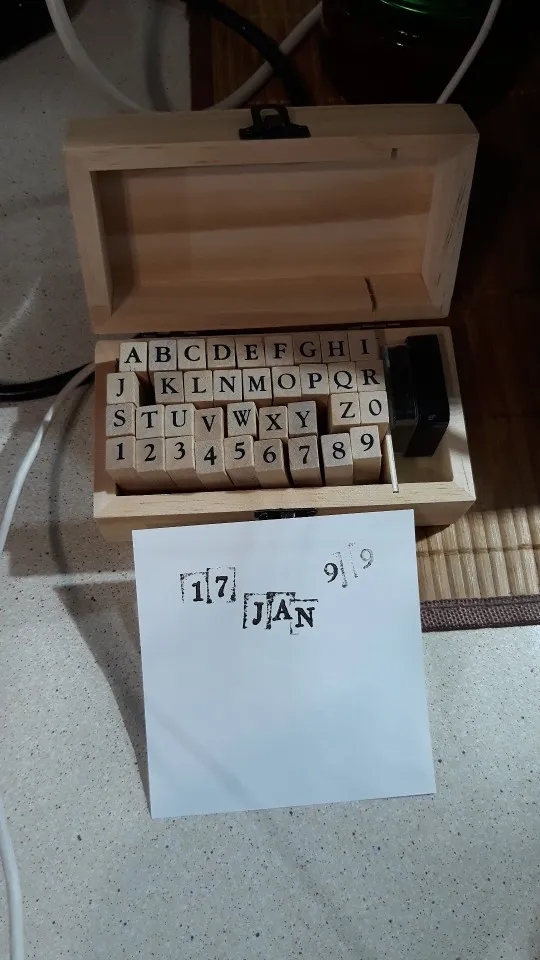 A B C D E F G H I
J K L N M O P Q R
S T U V W X Y Z 0
1 2 3 4 5 6 7 8 9
17 JAN 99